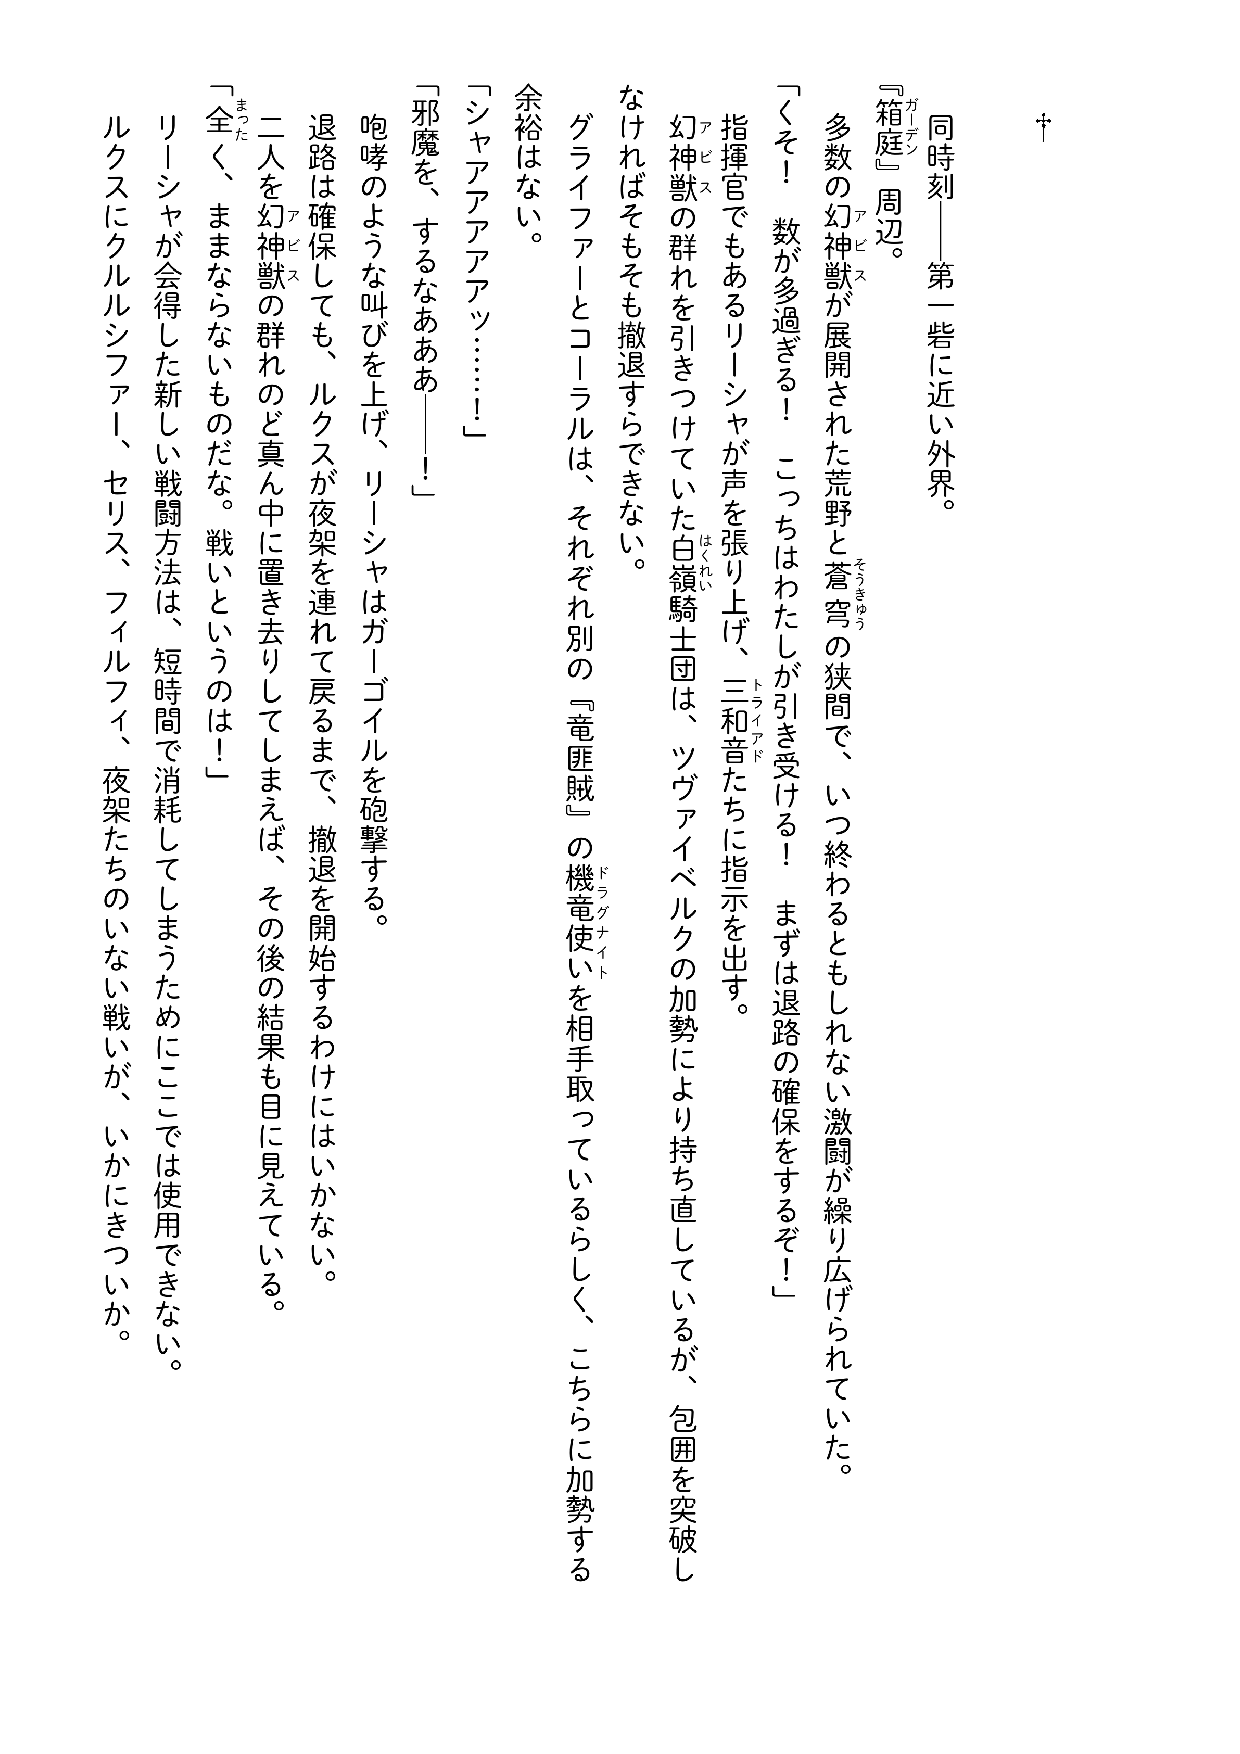 †
同時刻――第一砦に近い外界。
『箱庭』周辺。
多数の幻神獣が展開された荒野と蒼穹の狭間で、いつ終わるともしれない激闘が繰り広げられていた。
「くそ！　数が多過ぎる！　こっちはわたしが引き受ける！　まずは退路の確保をするぞ！」
指揮官でもあるリーシャが声を張り上げ、三和音たちに指示を出す。
幻神獣の群れを引きつけていた白嶺騎士団は、ツヴァイベルクの加勢により持ち直しているが、包囲を突破し
なければそもそも撤退すらできない。
グライファーとコーラルは、それぞれ別の『竜匪賊』の機竜使いを相手取っているらしく、こちらに加勢する
余裕はない。
「シャアアアアアッ……！」
「邪魔を、するなあああ――！」
咆哮のような叫びを上げ、リーシャはガーゴイルを砲撃する。
退路は確保しても、ルクスが夜架を連れて戻るまで、撤退を開始するわけにはいかない。
二人を幻神獣の群れのど真ん中に置き去りしてしまえば、その後の結果も目に見えている。
「全く、ままならないものだな。戦いというのは！」
リーシャが会得した新しい戦闘方法は、短時間で消耗してしまうためにここでは使用できない。
ルクスにクルルシファー、セリス、フィルフィ、夜架たちのいない戦いが、いかにきついか。